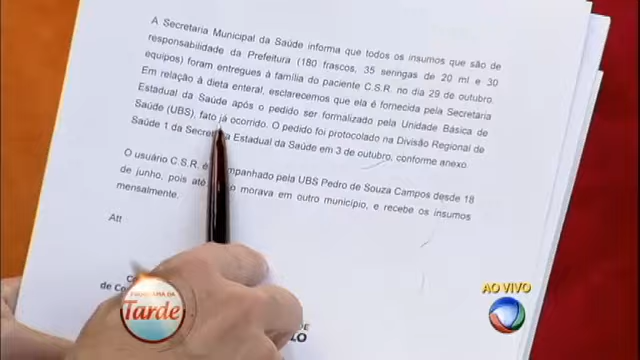 A Secretaria Municipal da Saúde informa que todos os insumos que são de
responsabilidade da Prefeitura (180 frascos, 35 seringas de 20 ml e 30
equipos) foram entregues à família do paciente C.S.R. no dia 29 de outubro.
Em relação à dieta enteral, esclarecemos que ela é fornecida pela Secretaria
Estadual da Saúde após o pedido ser formalizado pela Unidade Básica de
Saúde (UBS), fato já ocorrido. O pedido foi protocolado na Divisão Regional de
Saúde 1 da Estadual da Saúde em 3 de outubro, conforme anexo.
O usuário C.S.R. é pela UBS Pedro de Souza Campos desde 18
de junho, pois até morava em outro município, e recebe os insumos
mensalmente.
Att
de
PROGRAMA DA
Tarde
AO VIVO